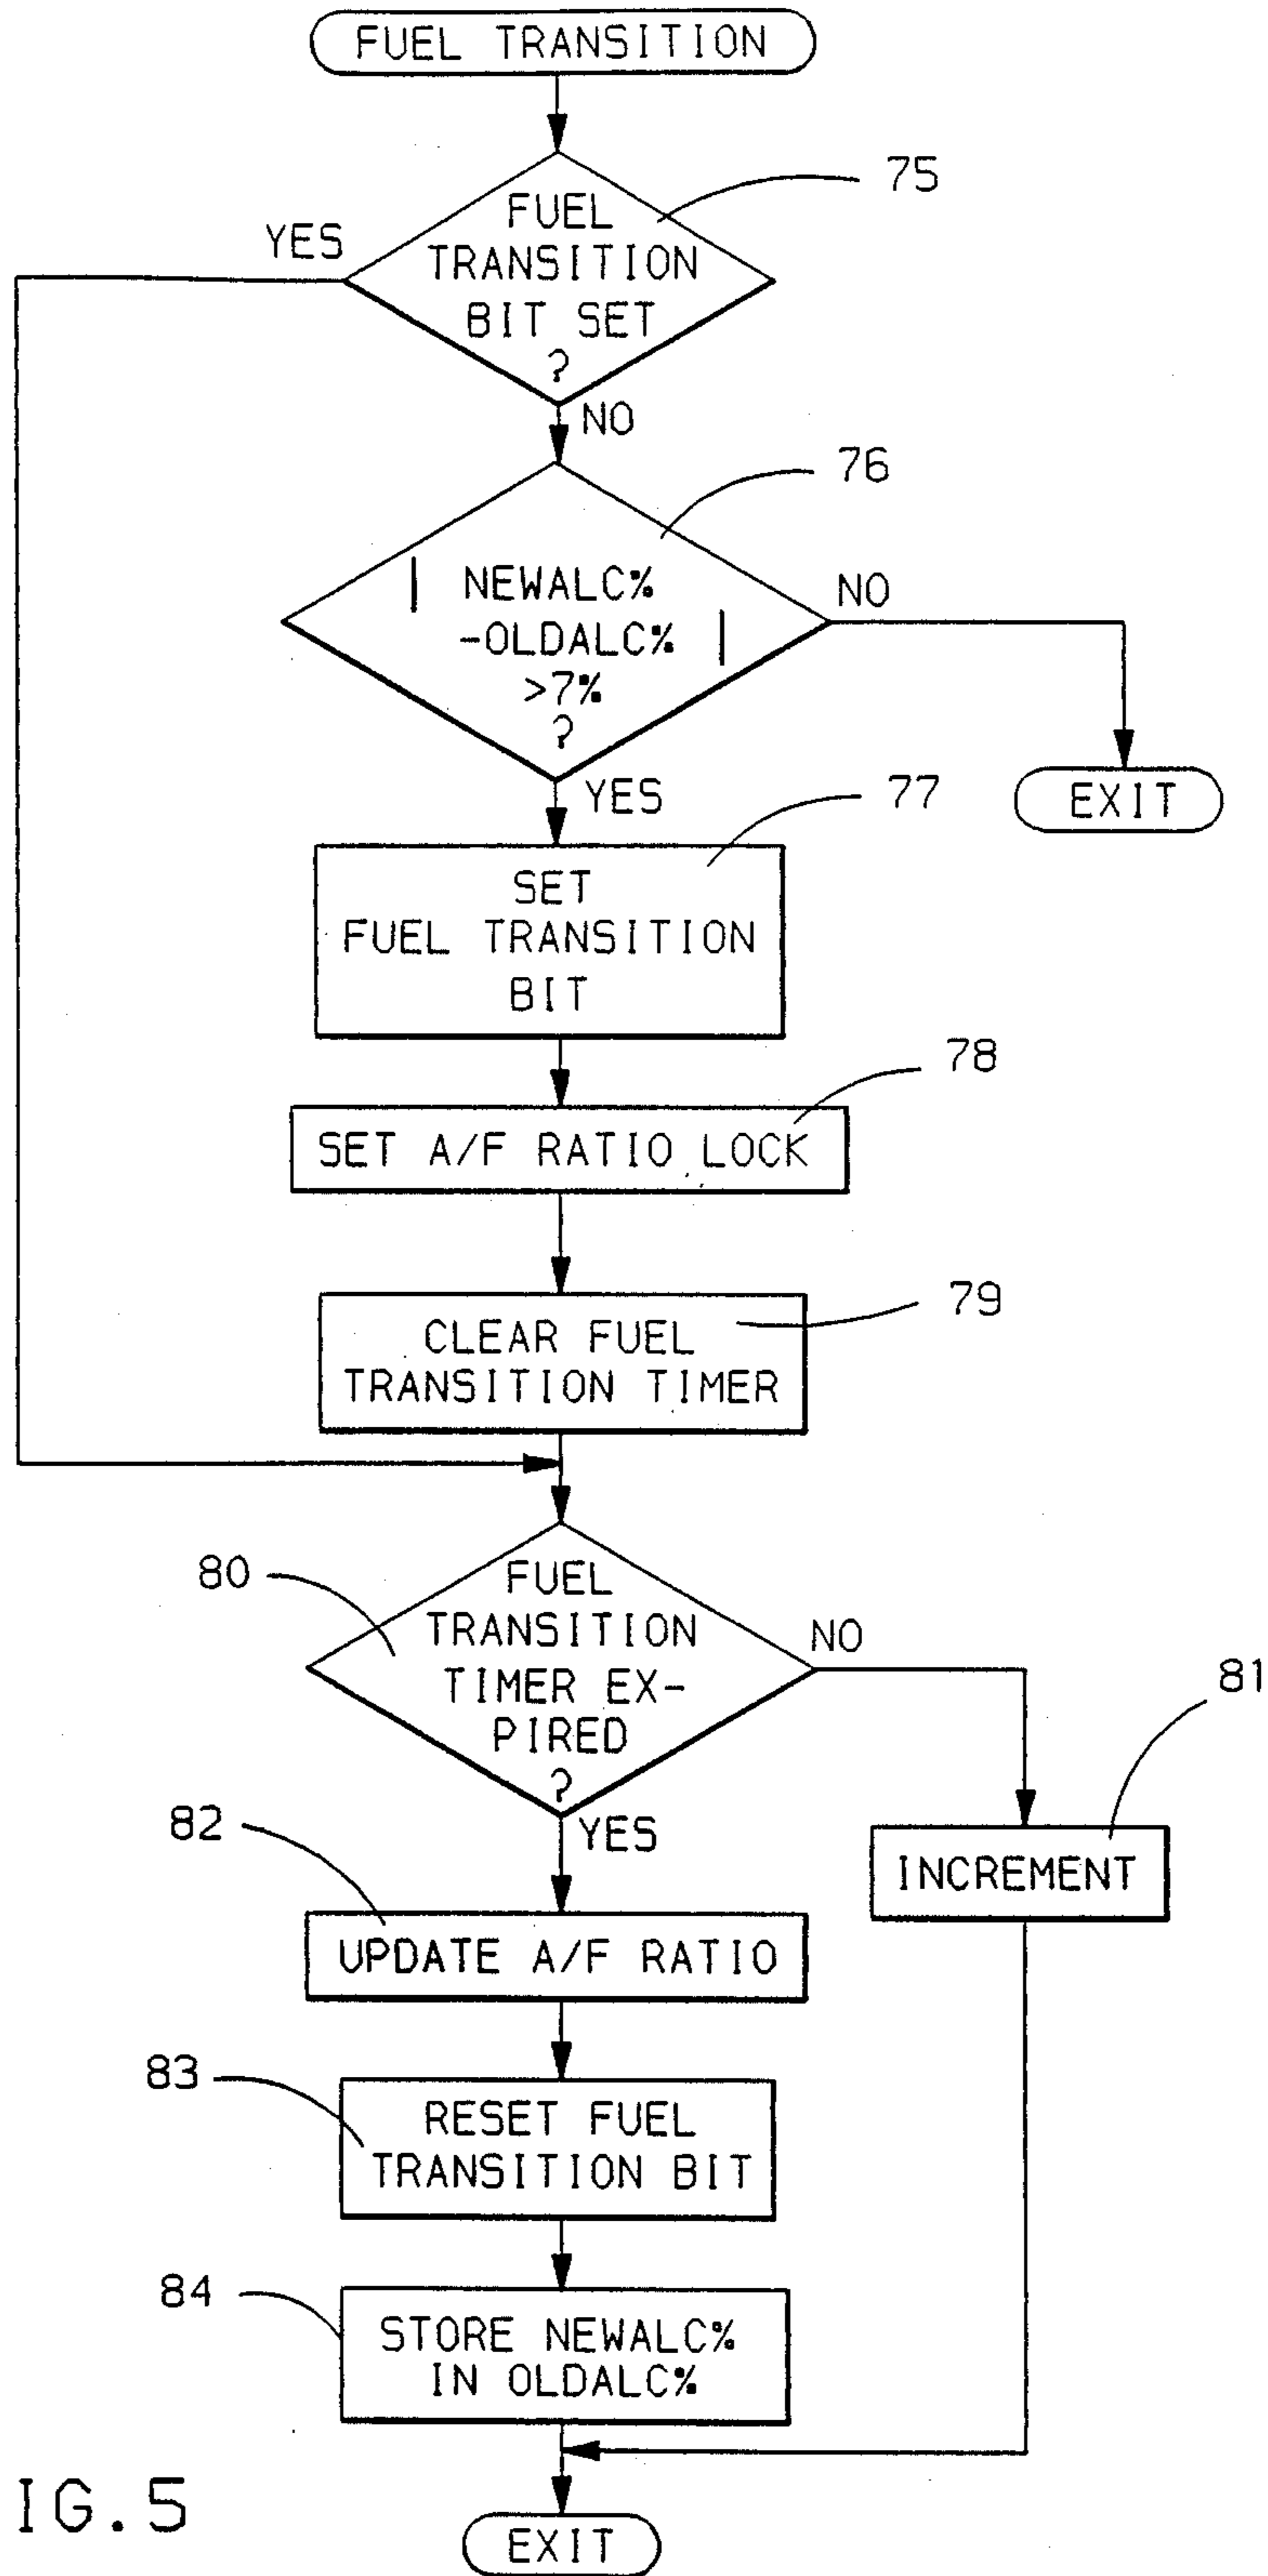 FUEL TRANSITION
75
FUEL
TRANSITION
BIT SET
?
YES
NO
76
| NEWALC%
-OLDALC% |
>7%
?
NO
YES
EXIT
77
SET
FUEL TRANSITION
BIT
78
SET A/F RATIO LOCK
79
CLEAR FUEL
TRANSITION TIMER
80
FUEL
TRANSITION
TIMER EX-
PIRED
?
NO
YES
81
INCREMENT
82
UPDATE A/F RATIO
83
RESET FUEL
TRANSITION BIT
84
STORE NEWALC%
IN OLDALC%
EXIT
IG.5